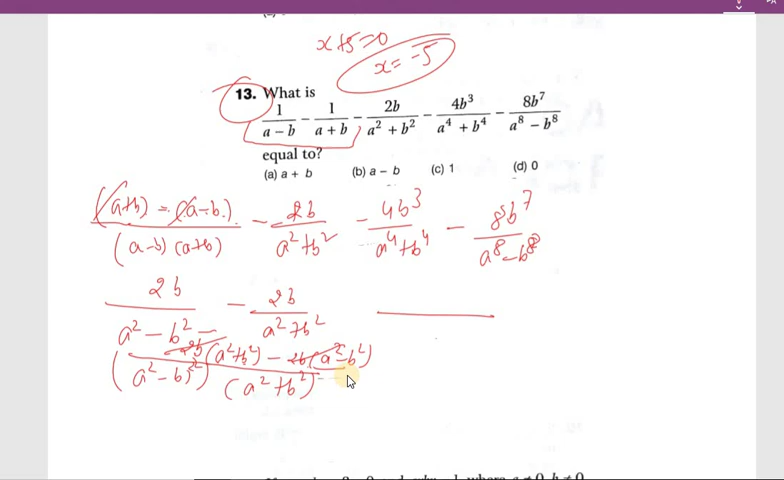 x+5=0
x= -5
13. What is
1/(a − b) − 1/(a + b) − 2b/(a² + b²) − 4b³/(a⁴ + b⁴) − 8b⁷/(a⁸ − b⁸)
equal to?
(a) a + b (b) a − b (c) 1 (d) 0
((a+b) - (a-b))/((a-b)(a+b)) - 2b/(a²+b²) - 4b³/(a⁴+b⁴) - 8b⁷/(a⁸-b⁸)
2b/(a²-b²) - 2b/(a²+b²)
2b(a²+b²) - 2b(a²-b²)
(a²-b²) (a²+b²)